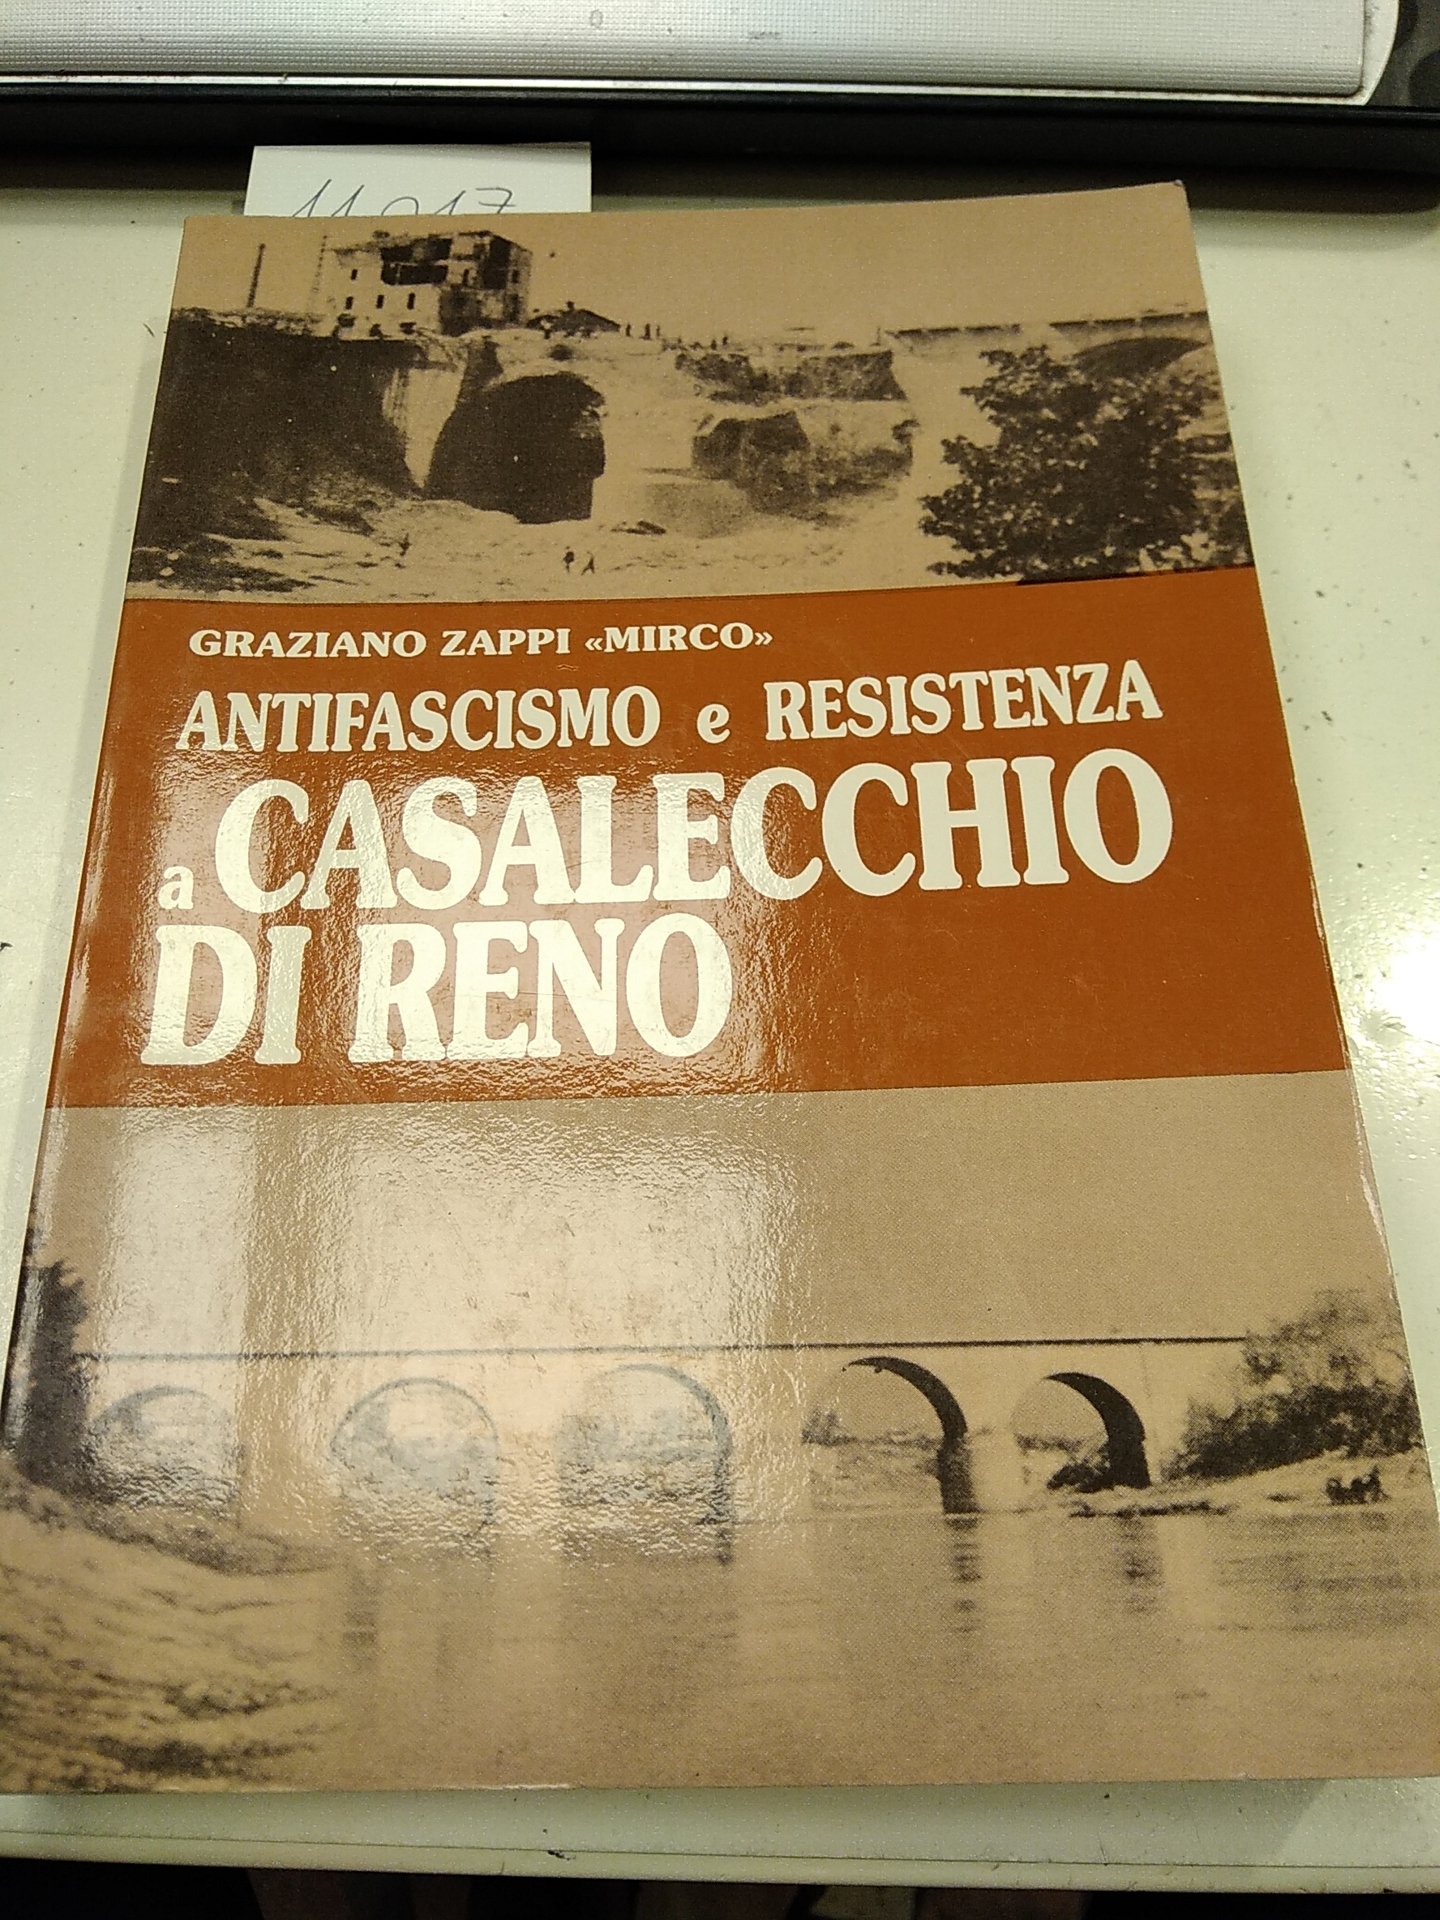 GRAZIANO ZAPPI «MIRCO»
ANTIFASCISMO e RESISTENZA
a CASALECCHIO
DI RENO